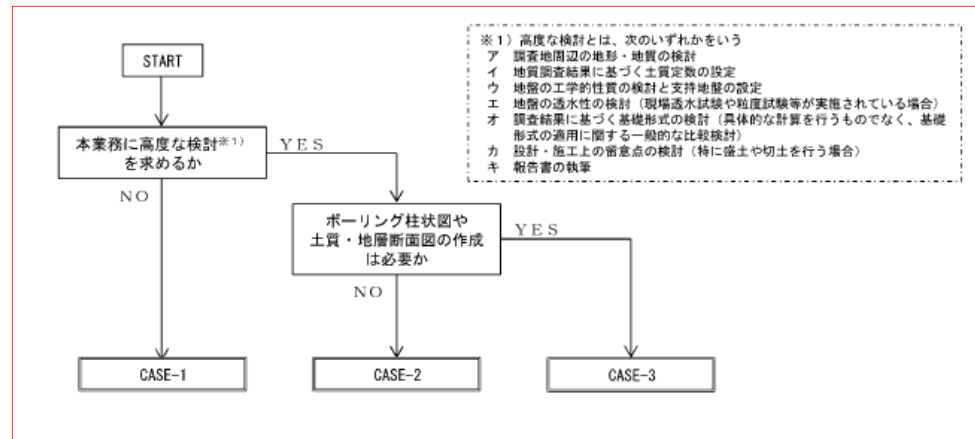 START
本業務に高度な検討※1)
を求めるか
YES
NO
ボーリング柱状図や
土質・地層断面図の作成
は必要か
YES
NO
CASE-1
CASE-2
CASE-3
※1)高度な検討とは、次のいずれかをいう
ア 調査地周辺の地形・地質の検討
イ 地質調査結果に基づく土質定数の設定
ウ 地盤の工学的性質の検討と支持地盤の設定
エ 地盤の透水性の検討(現場透水試験や粒度試験等が実施されている場合)
オ 調査結果に基づく基礎形式の検討(具体的な計算を行うものでなく、基礎
形式の適用に関する一般的な比較検討)
カ 設計・施工上の留意点の検討(特に盛土や切土を行う場合)
キ 報告書の執筆